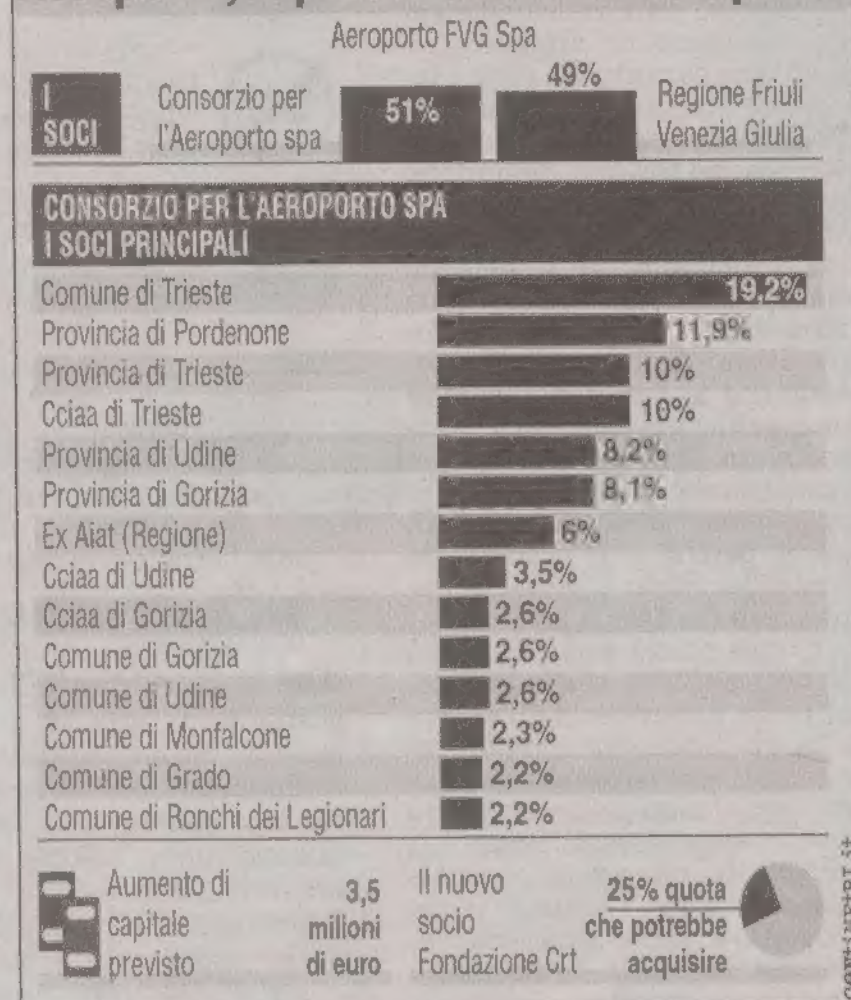 Aeroporto FVG Spa
I
SOCI
Consorzio per
l'Aeroporto spa
51%
49%
Regione Friuli
Venezia Giulia
CONSORZIO PER L'AEROPORTO SPA
I SOCI PRINCIPALI
Comune di Trieste 19,2%
Provincia di Pordenone 11,9%
Provincia di Trieste 10%
Cciaa di Trieste 10%
Provincia di Udine 8,2%
Provincia di Gorizia 8,1%
Ex Aiat (Regione) 6%
Cciaa di Udine 3,5%
Cciaa di Gorizia 2,6%
Comune di Gorizia 2,6%
Comune di Udine 2,6%
Comune di Monfalcone 2,3%
Comune di Grado 2,2%
Comune di Ronchi dei Legionari 2,2%
Aumento di
capitale
previsto
3,5
milioni
di euro
Il nuovo
socio
Fondazione Crt
25% quota
che potrebbe
acquisire